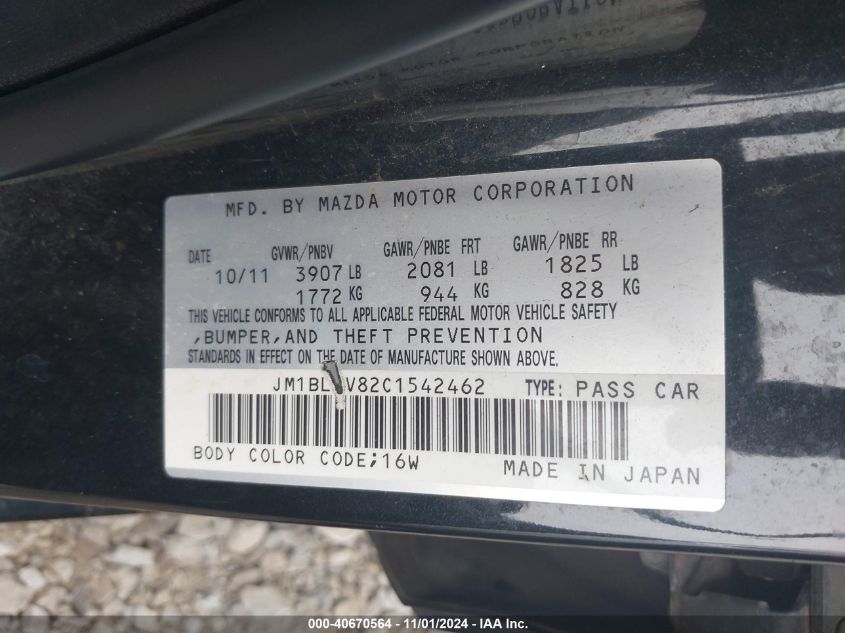 MFD. BY MAZDA MOTOR CORPORATION
DATE GVWR/PNBV GAWR/PNBE FRT GAWR/PNBE RR
10/11 3907 LB 2081 LB 1825 LB
1772 KG 944 KG 828 KG
THIS VEHICLE CONFORMS TO ALL APPLICABLE FEDERAL MOTOR VEHICLE SAFETY
,BUMPER,AND THEFT PREVENTION
STANDARDS IN EFFECT ON THE DATE OF MANUFACTURE SHOWN ABOVE.
JM1BL V82C1542462 TYPE: PASS CAR
BODY COLOR CODE;16W
MADE IN JAPAN
000-40670564 - 11/01/2024 - IAA Inc.